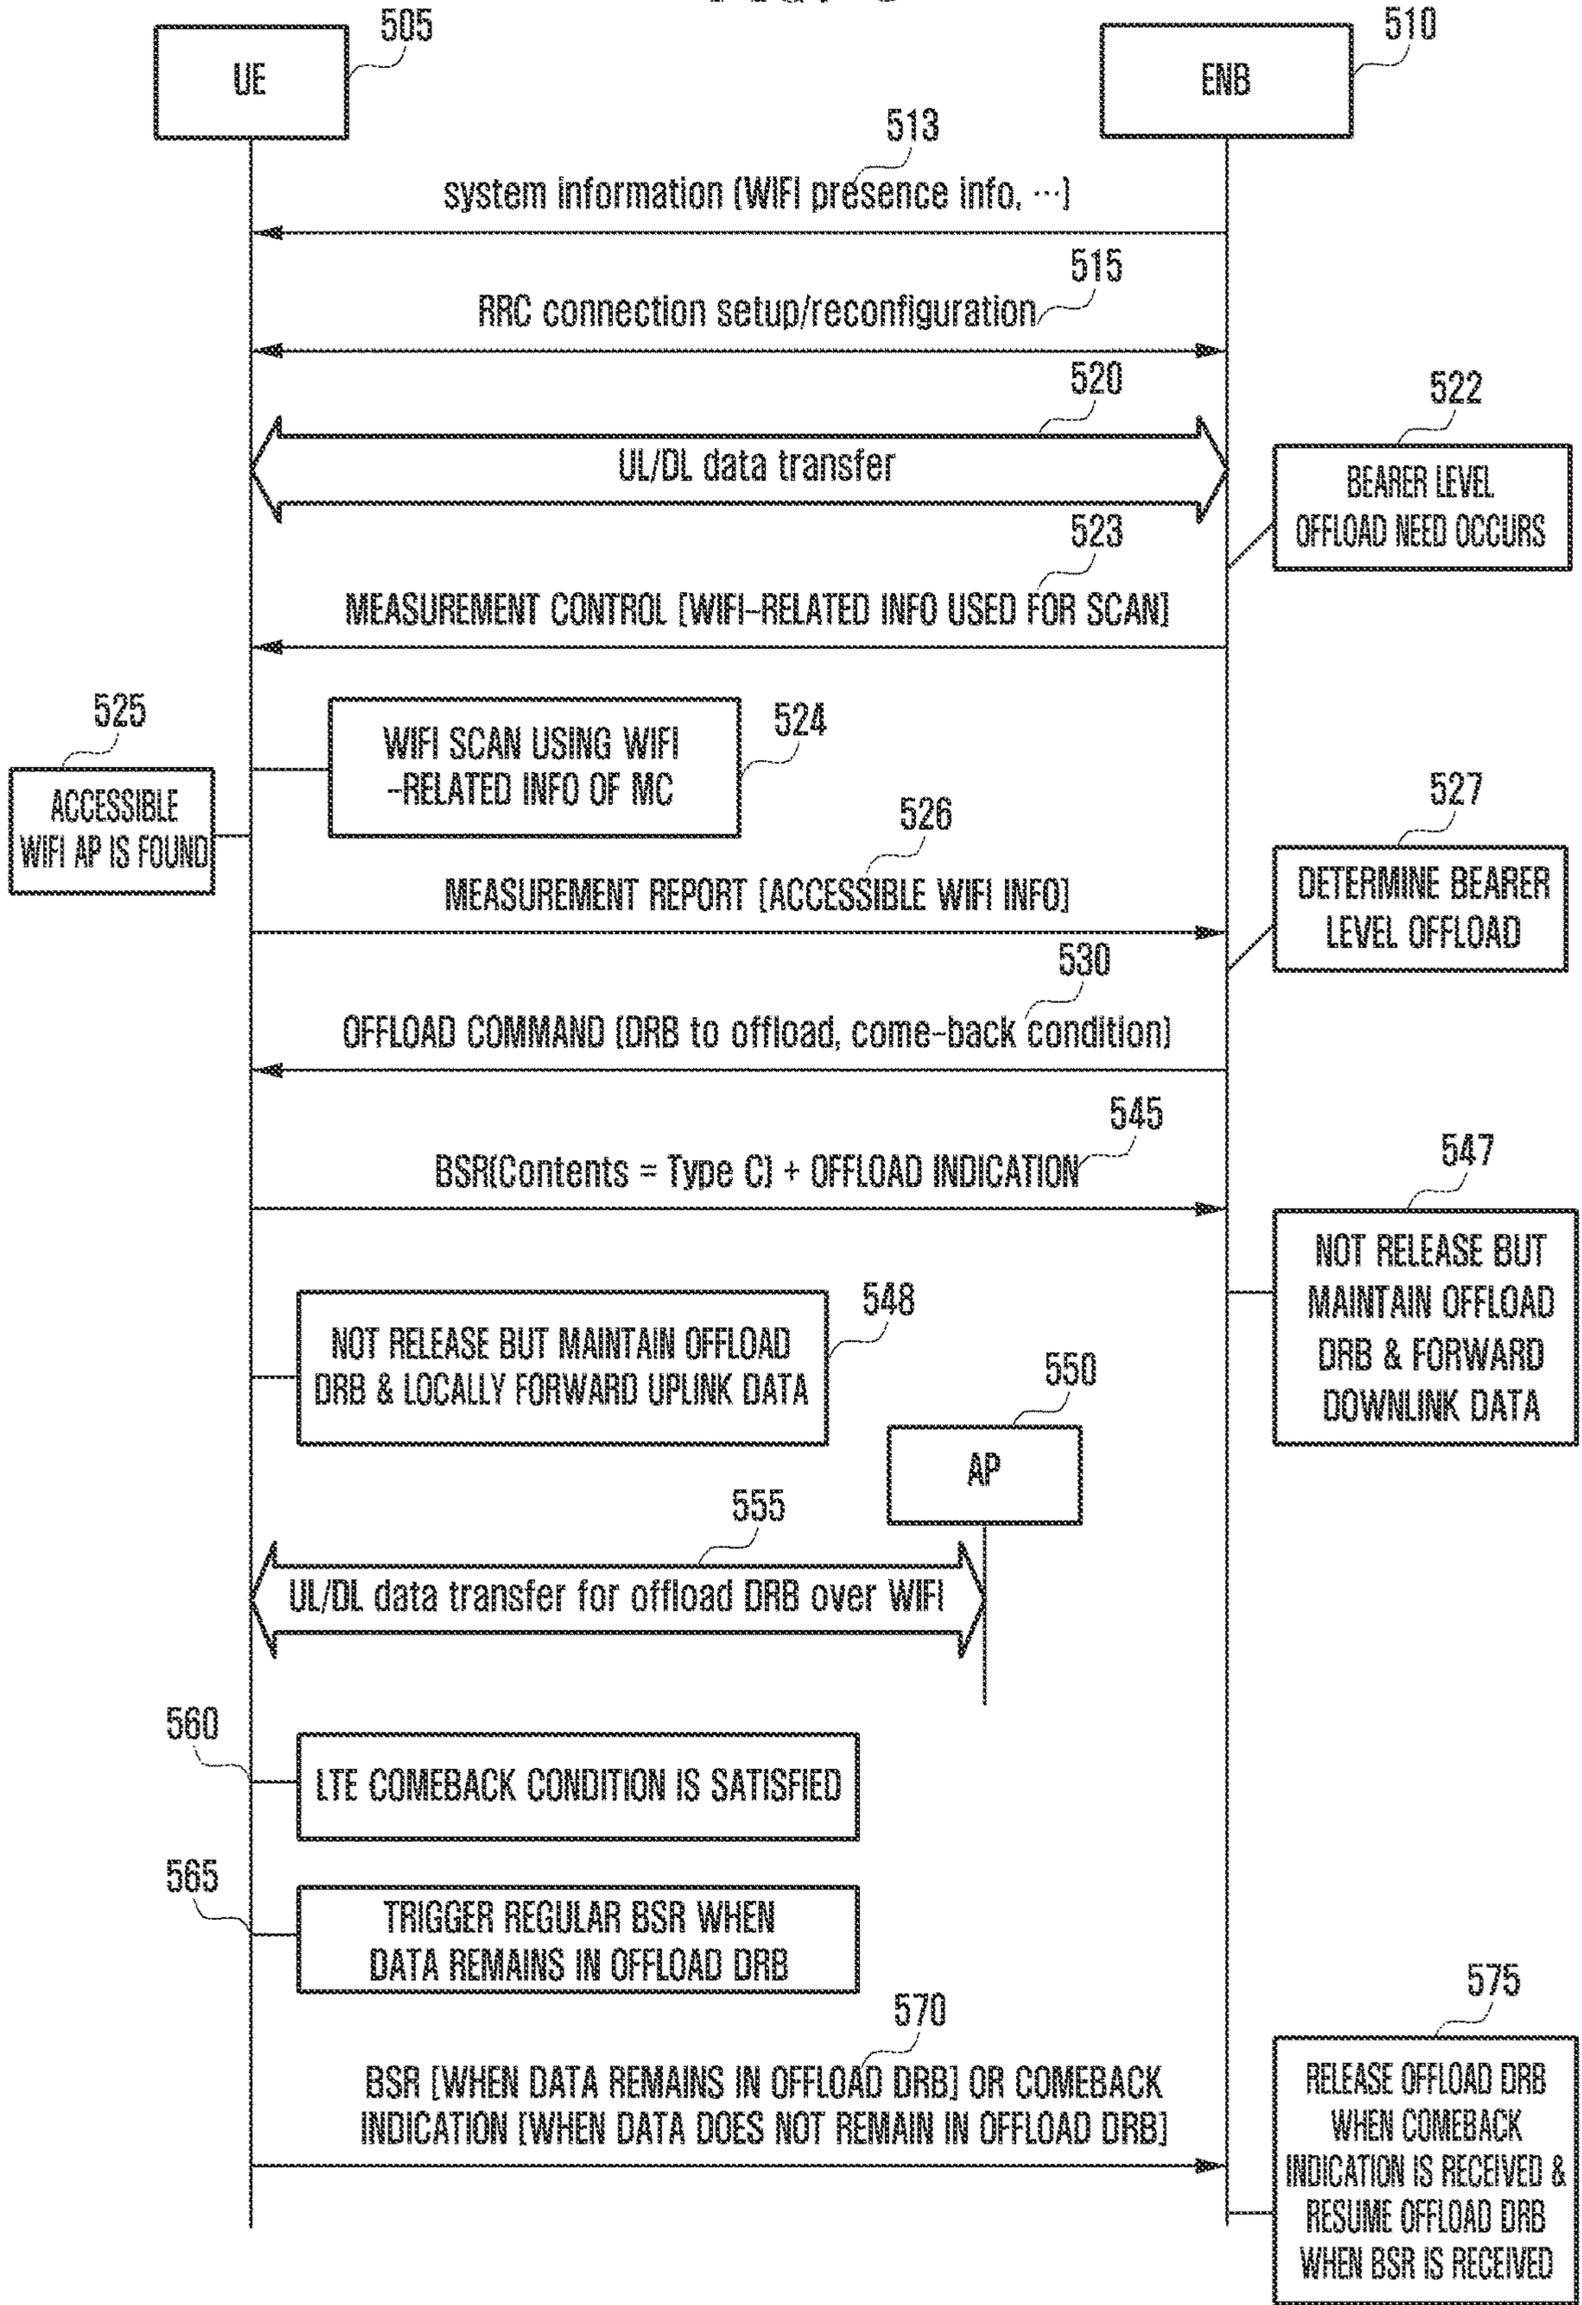 505
510
UE
ENB
513
system information (WIFI presence info, ...)
515
RRC connection setup/reconfiguration
520
UL/DL data transfer
522
BEARER LEVEL
OFFLOAD NEED OCCURS
523
MEASUREMENT CONTROL [WIFI-RELATED INFO USED FOR SCAN]
525
ACCESSIBLE
WIFI AP IS FOUND
524
WIFI SCAN USING WIFI
-RELATED INFO OF MC
526
MEASUREMENT REPORT [ACCESSIBLE WIFI INFO]
527
DETERMINE BEARER
LEVEL OFFLOAD
530
OFFLOAD COMMAND (DRB to offload, come-back condition)
545
BSR(Contents = Type C) + OFFLOAD INDICATION
547
NOT RELEASE BUT
MAINTAIN OFFLOAD
DRB & FORWARD
DOWNLINK DATA
548
NOT RELEASE BUT MAINTAIN OFFLOAD
DRB & LOCALLY FORWARD UPLINK DATA
550
AP
555
UL/DL data transfer for offload DRB over WIFI
560
LTE COMEBACK CONDITION IS SATISFIED
565
TRIGGER REGULAR BSR WHEN
DATA REMAINS IN OFFLOAD DRB
570
BSR [WHEN DATA REMAINS IN OFFLOAD DRB] OR COMEBACK
INDICATION [WHEN DATA DOES NOT REMAIN IN OFFLOAD DRB]
575
RELEASE OFFLOAD DRB
WHEN COMEBACK
INDICATION IS RECEIVED &
RESUME OFFLOAD DRB
WHEN BSR IS RECEIVED